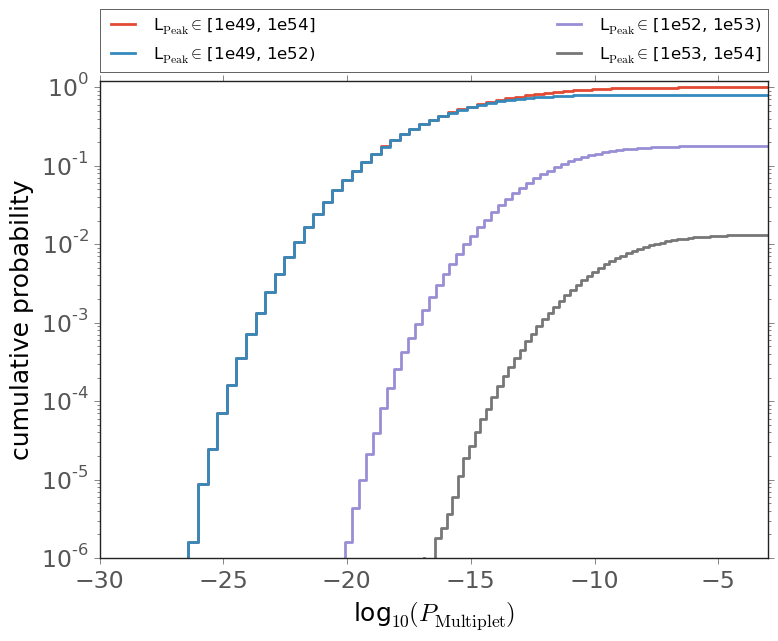 L_Peak ∈ [1e49, 1e54] L_Peak ∈ [1e52, 1e53)
L_Peak ∈ [1e49, 1e52) L_Peak ∈ [1e53, 1e54]
10^0
10^-1
10^-2
10^-3
10^-4
10^-5
10^-6
cumulative probability
−30 −25 −20 −15 −10 −5
log_10(P_Multiplet)